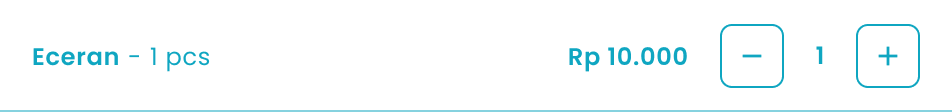 Eceran - 1 pcs Rp 10.000 − 1 +